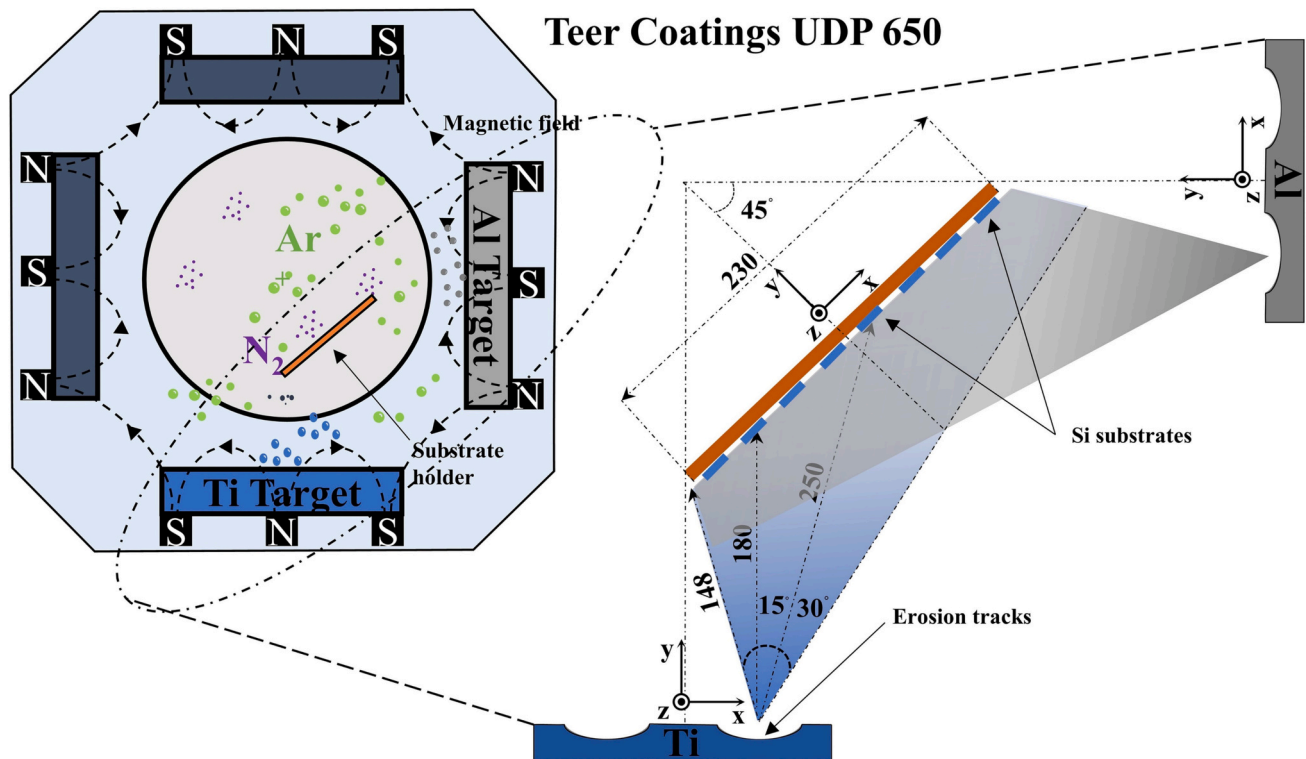 Teer Coatings UDP 650
S N S
Magnetic field
N
S
N
N
S
N
Al Target
Ar
+
N₂
Substrate
holder
Ti Target
S N S
45°
230
x
y
z
x
y
z
Al
Si substrates
250
180
148
15° 30°
Erosion tracks
y
z
x
Ti